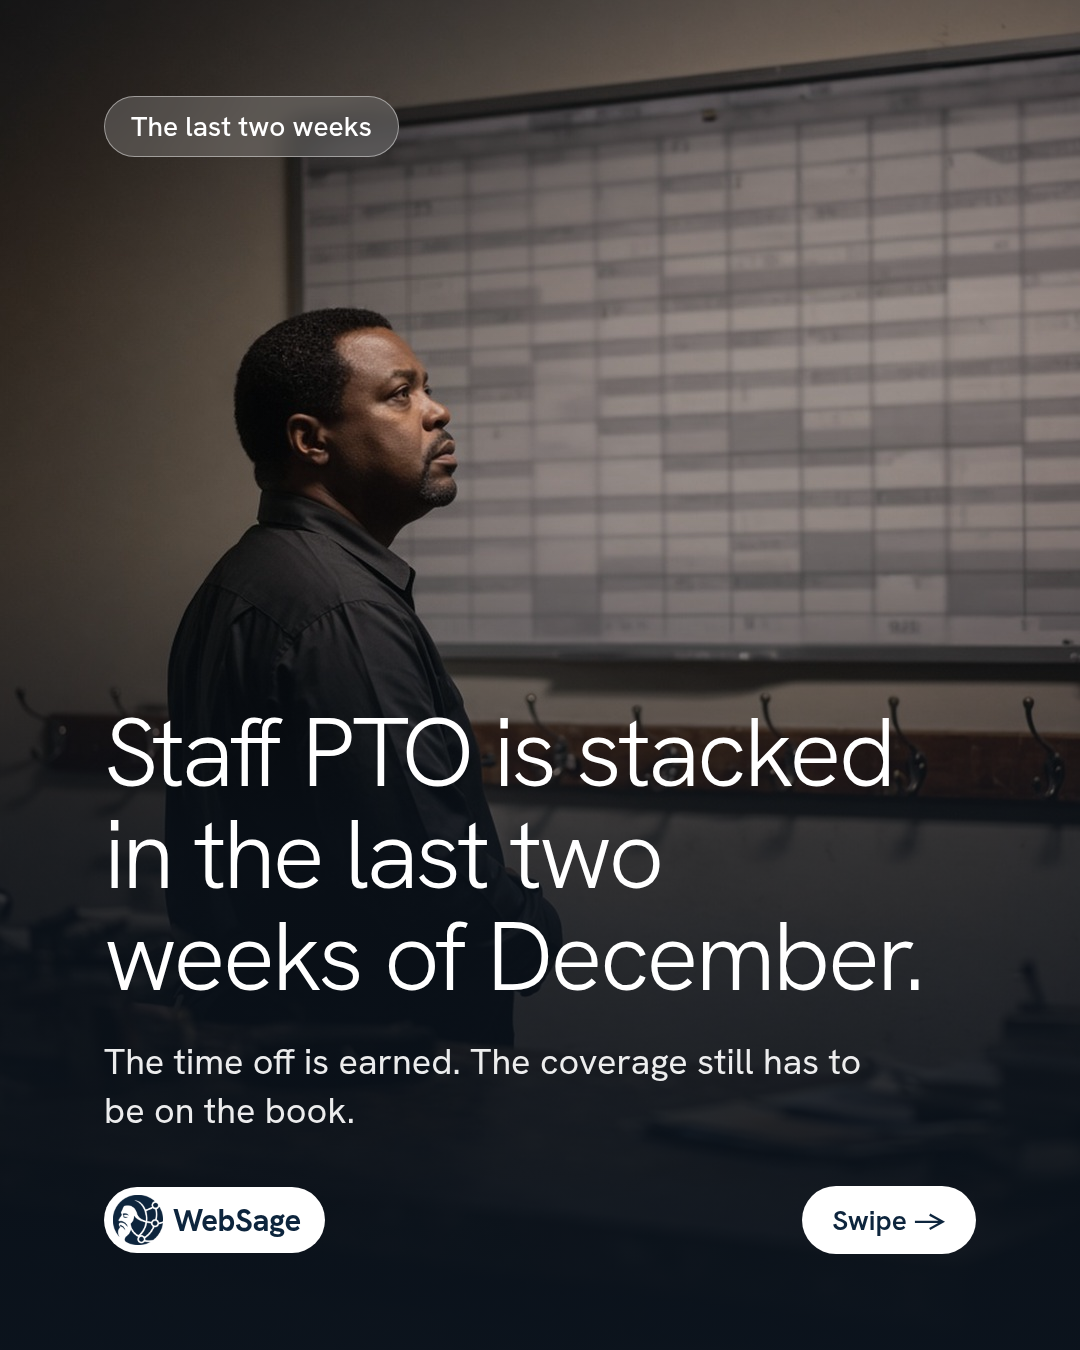 The last two weeks
Staff PTO is stacked
in the last two
weeks of December.
The time off is earned. The coverage still has to
be on the book.
WebSage
Swipe →